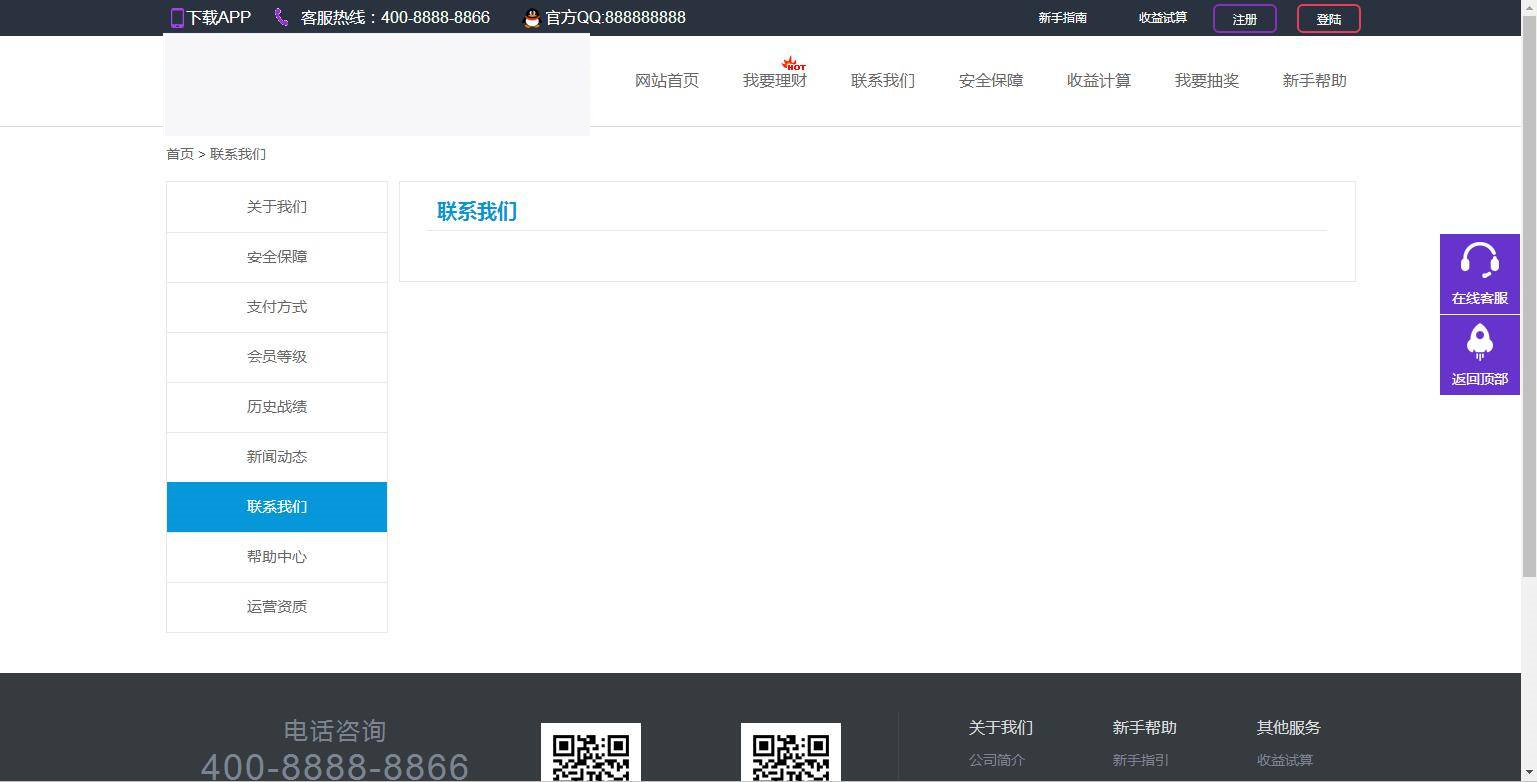 下载APP 客服热线：400-8888-8866 官方QQ:888888888 新手指南 收益试算 注册 登陆
HOT
网站首页 我要理财 联系我们 安全保障 收益计算 我要抽奖 新手帮助
首页 > 联系我们
关于我们
安全保障
支付方式
会员等级
历史战绩
新闻动态
联系我们
帮助中心
运营资质
联系我们
在线客服
返回顶部
电话咨询
400-8888-8866
关于我们 新手帮助 其他服务
公司简介 新手指引 收益试算